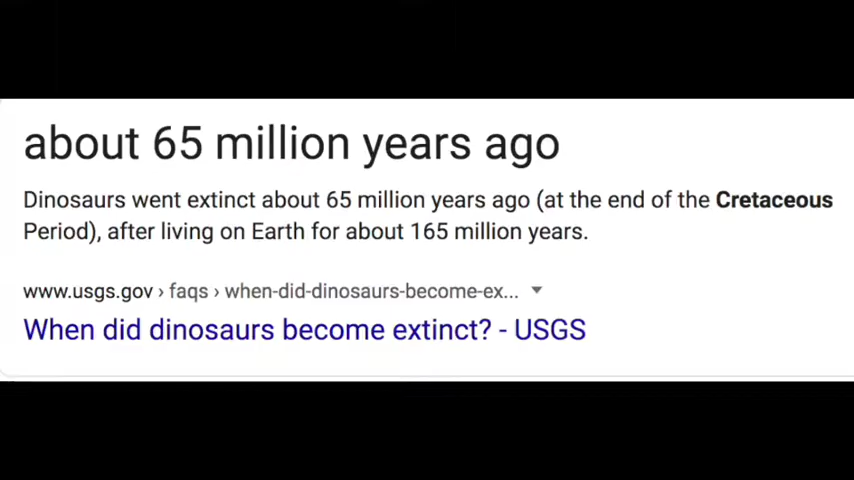 about 65 million years ago
Dinosaurs went extinct about 65 million years ago (at the end of the Cretaceous
Period), after living on Earth for about 165 million years.
www.usgs.gov › faqs › when-did-dinosaurs-become-ex...
When did dinosaurs become extinct? - USGS